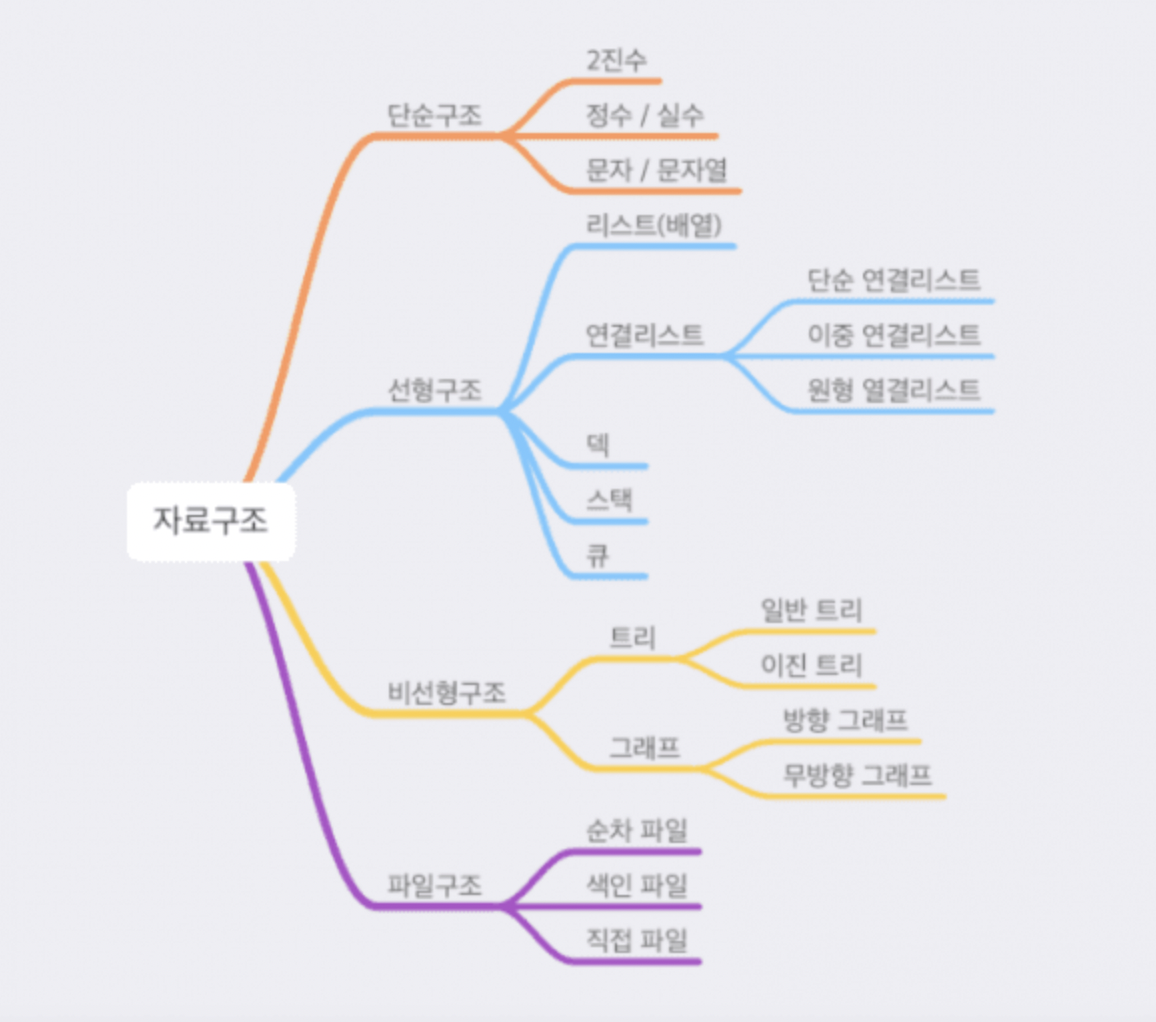 2진수
단순구조
정수 / 실수
문자 / 문자열
리스트(배열)
단순 연결리스트
연결리스트
이중 연결리스트
선형구조
원형 열결리스트
덱
스택
자료구조
큐
일반 트리
트리
이진 트리
비선형구조
방향 그래프
그래프
무방향 그래프
순차 파일
파일구조
색인 파일
직접 파일